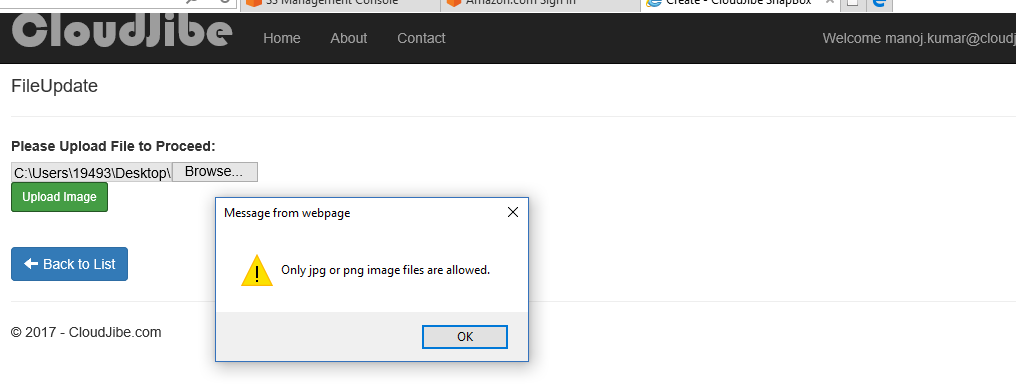 S3 Management Console
Amazon.com Sign In
Create - CloudJibe SnapBox
CloudJibe
Home
About
Contact
Welcome manoj.kumar@cloudj
FileUpdate
Please Upload File to Proceed:
C:\Users\19493\Desktop\
Browse...
Upload Image
Message from webpage
Only jpg or png image files are allowed.
OK
Back to List
© 2017 - CloudJibe.com